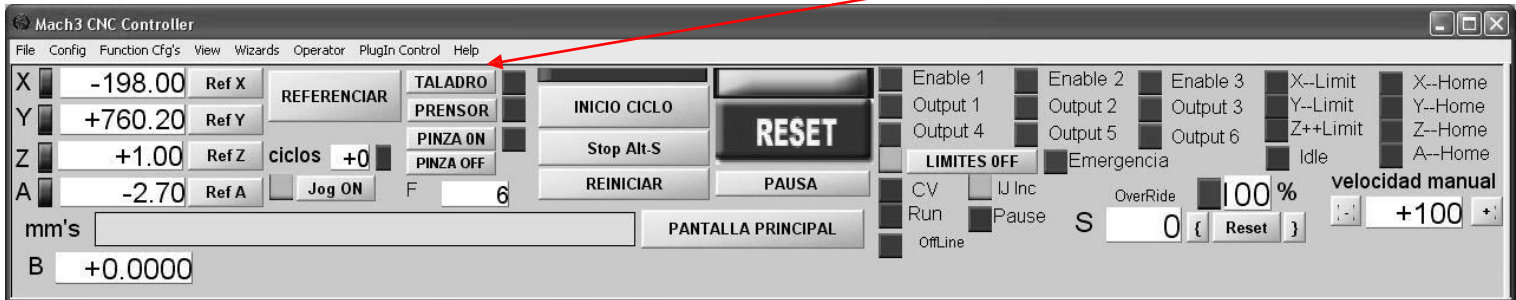 Mach3 CNC Controller
File Config Function Cfg's View Wizards Operator PlugIn Control Help
X -198.00 Ref X REFERENCIAR TALADRO INICIO CICLO RESET Enable 1 Enable 2 Enable 3 X--Limit X--Home
Y +760.20 Ref Y PRENSOR Output 1 Output 2 Output 3 Y--Limit Y--Home
Z +1.00 Ref Z ciclos +0 PINZA ON Stop Alt-S Output 4 Output 5 Output 6 Z++Limit Z--Home
PINZA OFF LIMITES OFF Emergencia Idle A--Home
A -2.70 Ref A Jog ON F 6 REINICIAR PAUSA CV IJ Inc OverRide 100 % velocidad manual
mm's PANTALLA PRINCIPAL Run Pause S 0 { Reset } +100
OffLine
B +0.0000